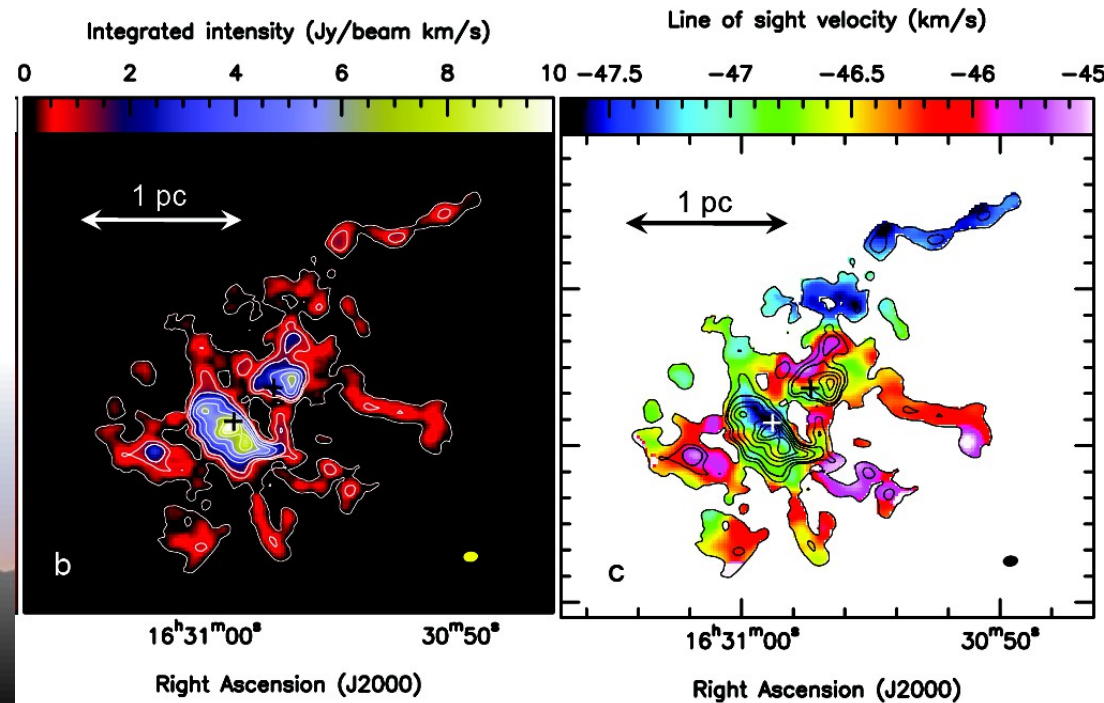 Integrated intensity (Jy/beam km/s)
0 2 4 6 8 10
1 pc
b
16ʰ31ᵐ00ˢ 30ᵐ50ˢ
Right Ascension (J2000)
Line of sight velocity (km/s)
−47.5 −47 −46.5 −46 −45
1 pc
c
16ʰ31ᵐ00ˢ 30ᵐ50ˢ
Right Ascension (J2000)